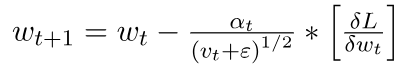 $w_{t+1} = w_t - \frac{\alpha_t}{(v_t + \varepsilon)^{1/2}} * \left[ \frac{\delta L}{\delta w_t} \right]$